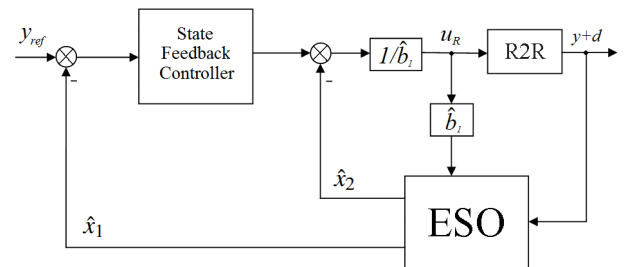 y_ref
-
State
Feedback
Controller
-
1/b̂₁
u_R
R2R
y+d
b̂₁
x̂₂
x̂₁
ESO